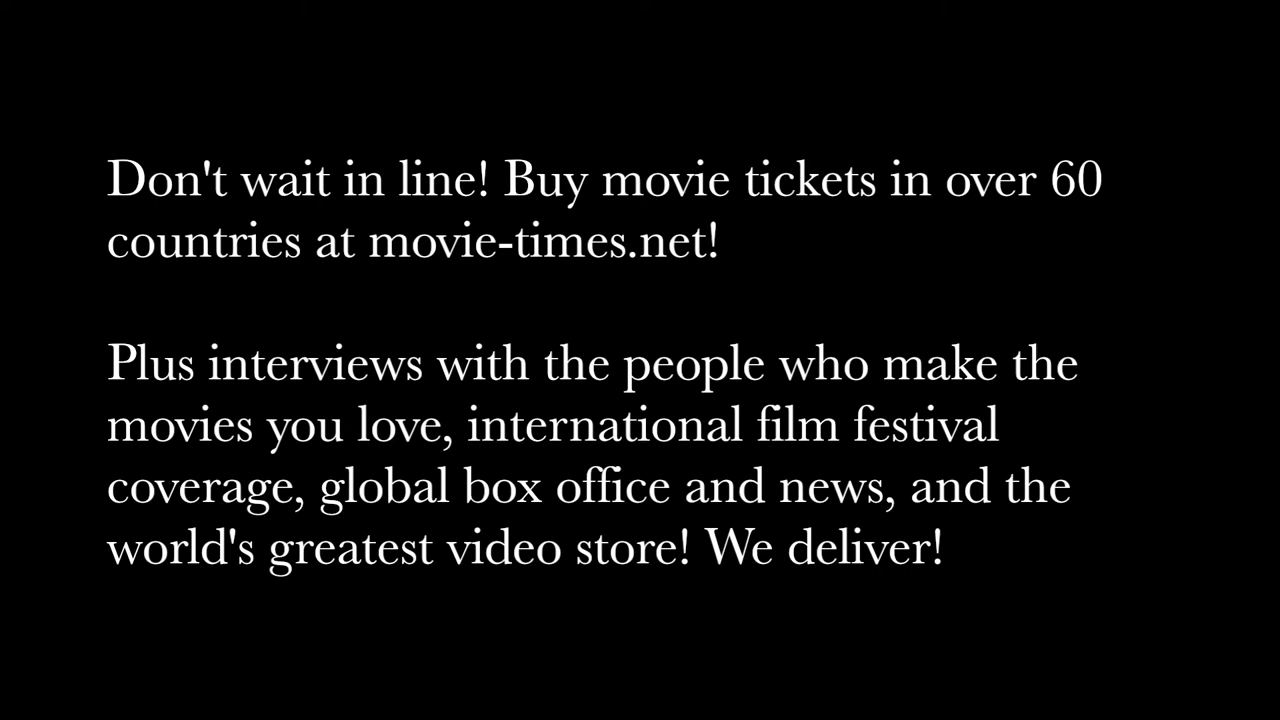 Don't wait in line! Buy movie tickets in over 60
countries at movie-times.net!
Plus interviews with the people who make the
movies you love, international film festival
coverage, global box office and news, and the
world's greatest video store! We deliver!